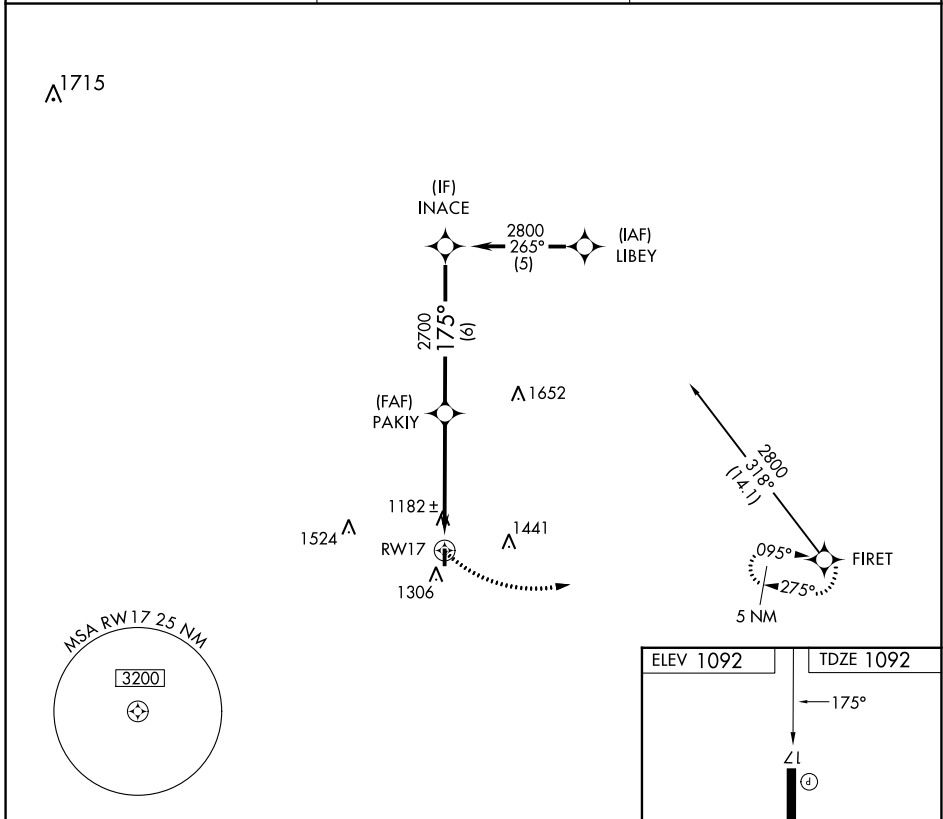 1715
(IF)
INACE
2800
265°
(5)
(IAF)
LIBEY
2700
175°
(6)
(FAF)
PAKIY
1652
2800
318°
(14.1)
1182 ±
1524
1441
RW17
1306
095°
275°
FIRET
5 NM
MSA RW17 25 NM
3200
ELEV 1092
TDZE 1092
175°
17
P